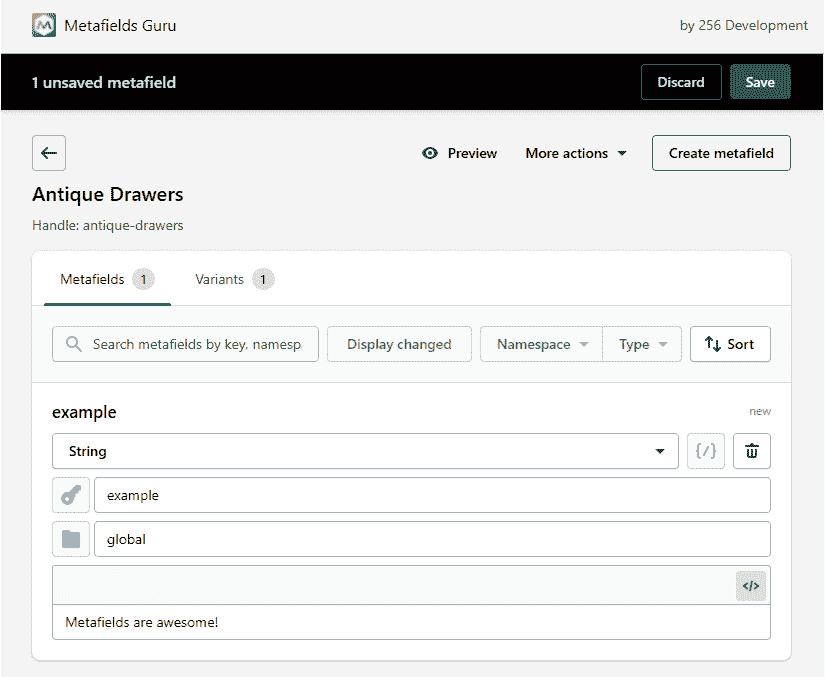 Metafields Guru
by 256 Development
1 unsaved metafield
Discard
Save
Preview
More actions
Create metafield
Antique Drawers
Handle: antique-drawers
Metafields 1
Variants 1
Search metafields by key, namesp
Display changed
Namespace
Type
Sort
example
new
String
{/}
example
global
</>
Metafields are awesome!